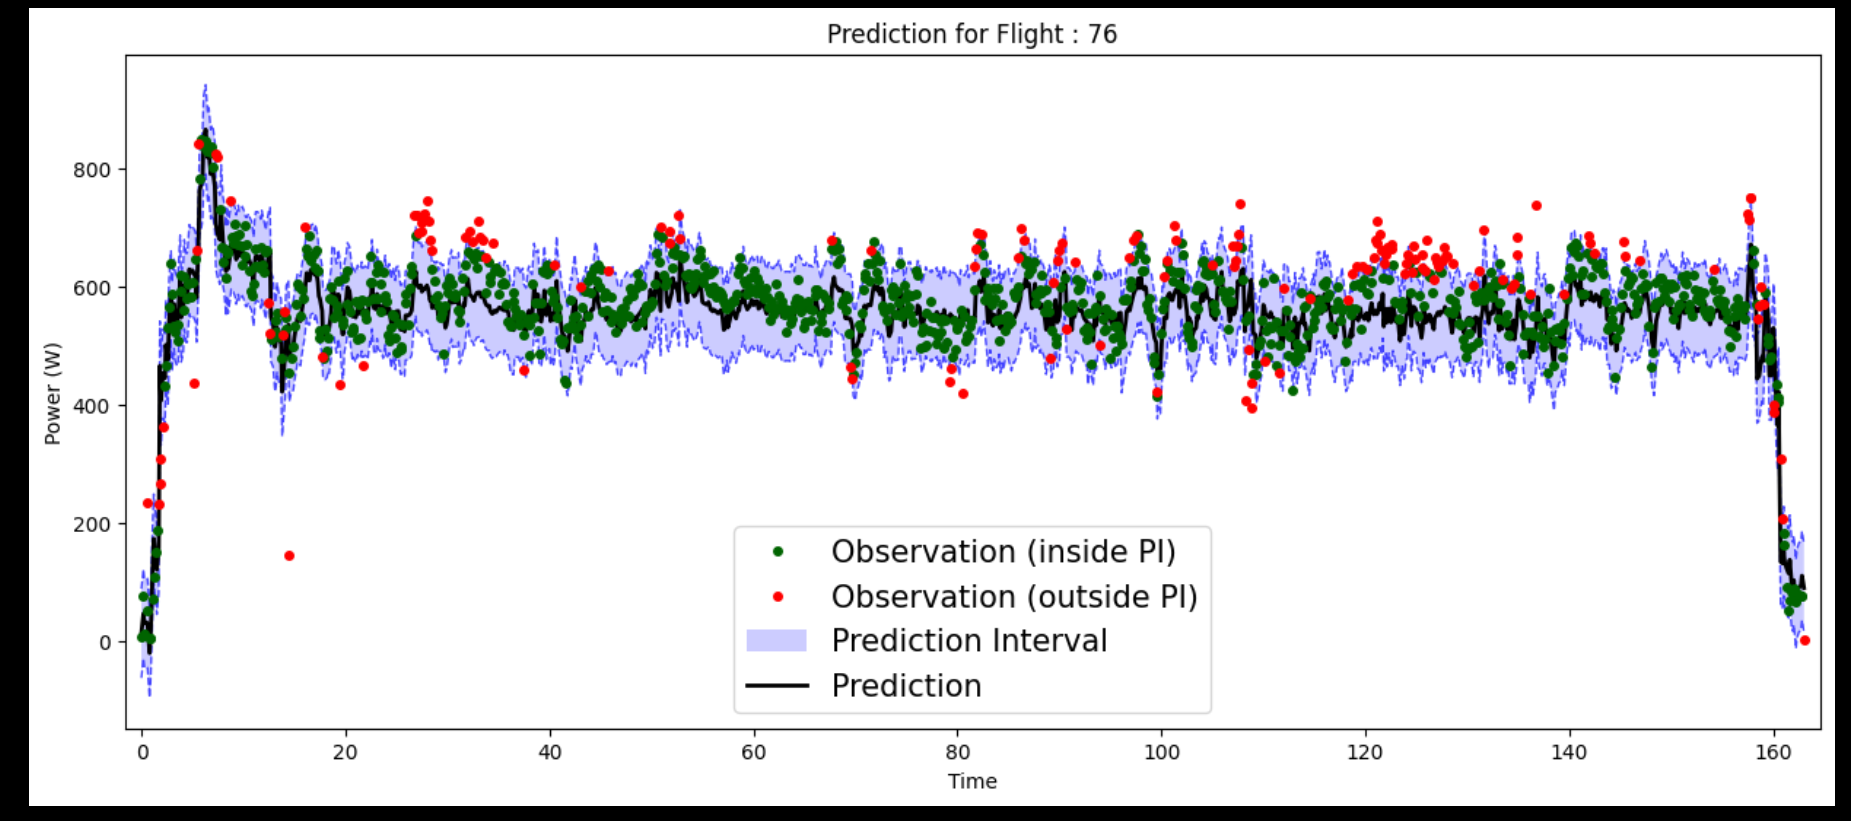 Prediction for Flight : 76
800
600
400
200
0
Power (W)
Observation (inside PI)
Observation (outside PI)
Prediction Interval
Prediction
0 20 40 60 80 100 120 140 160
Time